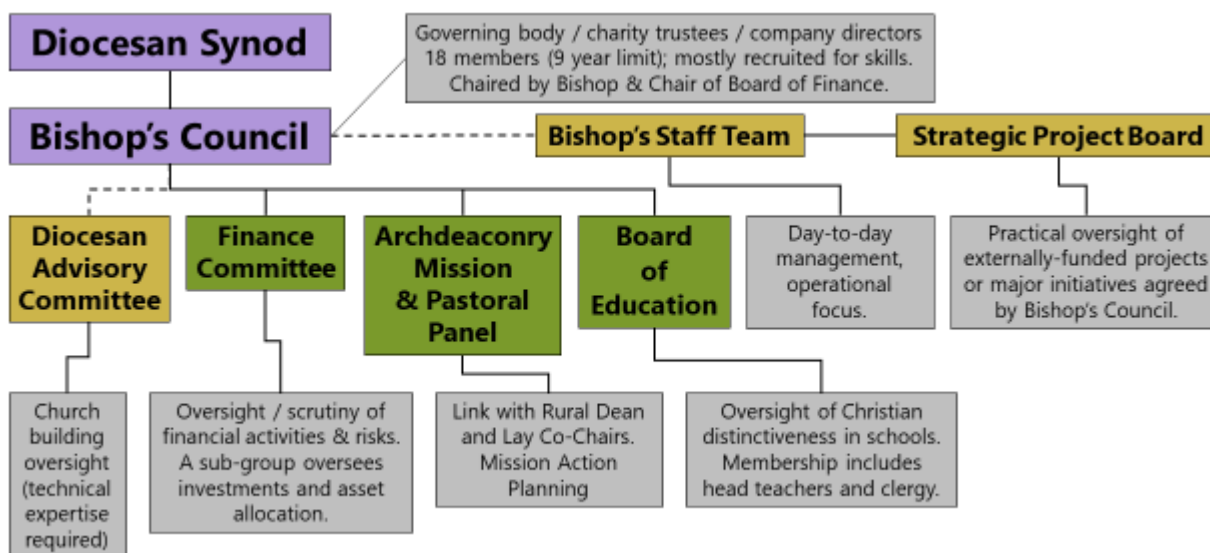 Diocesan Synod
Governing body / charity trustees / company directors
18 members (9 year limit); mostly recruited for skills.
Chaired by Bishop & Chair of Board of Finance.
Bishop's Council
Bishop's Staff Team
Strategic Project Board
Diocesan
Advisory
Committee
Finance
Committee
Archdeaconry
Mission
& Pastoral
Panel
Board
of
Education
Day-to-day
management,
operational
focus.
Practical oversight of
externally-funded projects
or major initiatives agreed
by Bishop's Council.
Church
building
oversight
(technical
expertise
required)
Oversight / scrutiny of
financial activities & risks.
A sub-group oversees
investments and asset
allocation.
Link with Rural Dean
and Lay Co-Chairs.
Mission Action
Planning
Oversight of Christian
distinctiveness in schools.
Membership includes
head teachers and clergy.